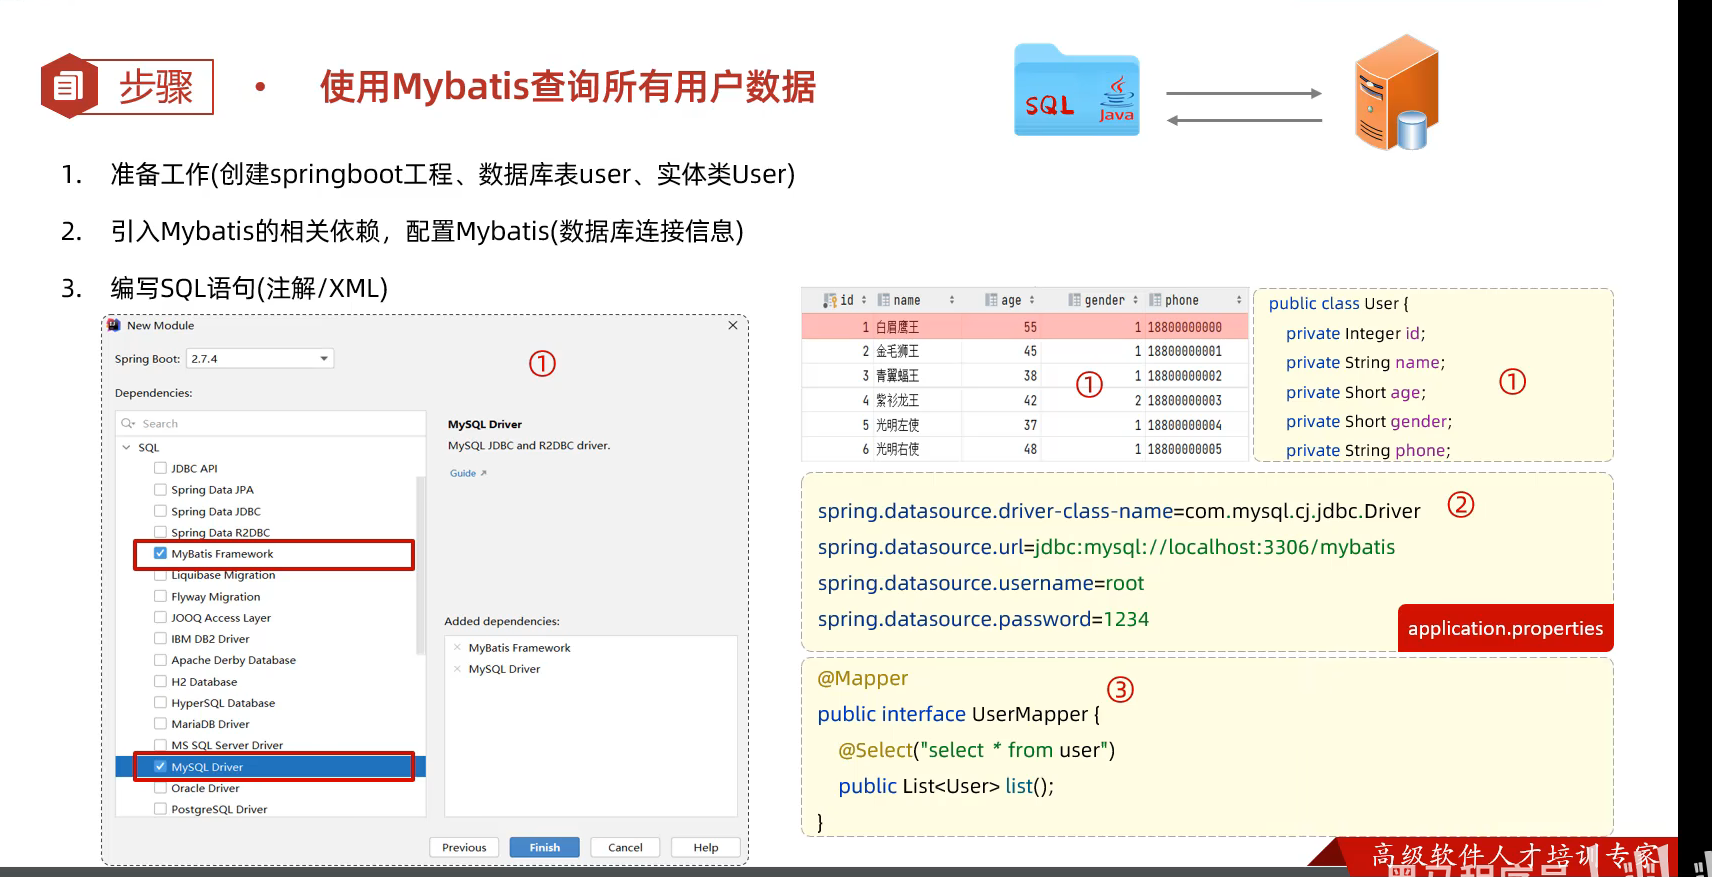 步骤
使用Mybatis查询所有用户数据
SQL
Java
1. 准备工作(创建springboot工程、数据库表user、实体类User)
2. 引入Mybatis的相关依赖，配置Mybatis(数据库连接信息)
3. 编写SQL语句(注解/XML)
New Module
Spring Boot: 2.7.4
①
Dependencies:
Search
SQL
JDBC API
Spring Data JPA
Spring Data JDBC
Spring Data R2DBC
MyBatis Framework
Liquibase Migration
Flyway Migration
JOOQ Access Layer
IBM DB2 Driver
Apache Derby Database
H2 Database
HyperSQL Database
MariaDB Driver
MS SQL Server Driver
MySQL Driver
Oracle Driver
PostgreSQL Driver
MySQL Driver
MySQL JDBC and R2DBC driver.
Guide ↗
Added dependencies:
MyBatis Framework
MySQL Driver
Previous Finish Cancel Help
id name age gender phone
1 白眉鹰王 55 1 18800000000
2 金毛狮王 45 1 18800000001
3 青翼蝠王 38 1 18800000002
4 紫衫龙王 42 2 18800000003
5 光明左使 37 1 18800000004
6 光明右使 48 1 18800000005
①
public class User {
private Integer id;
private String name;
private Short age;
private Short gender;
private String phone;
①
spring.datasource.driver-class-name=com.mysql.cj.jdbc.Driver
spring.datasource.url=jdbc:mysql://localhost:3306/mybatis
spring.datasource.username=root
spring.datasource.password=1234
②
application.properties
@Mapper
public interface UserMapper {
@Select("select * from user")
public List<User> list();
}
③
高级软件人才培训专家